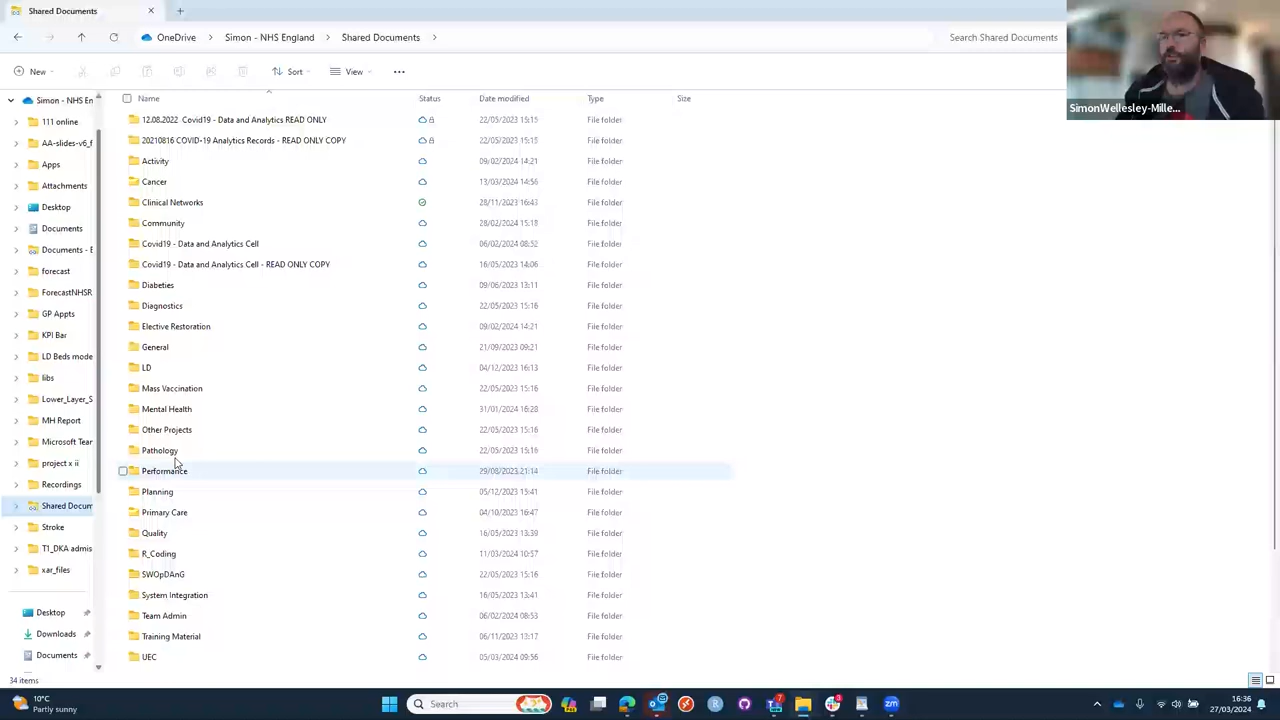 Shared Documents
OneDrive > Simon - NHS England > Shared Documents >
Search Shared Documents
SimonWellesley-Mille...
New
Sort
View
Name Status Date modified Type Size
Simon - NHS En
111 online
AA-slides-v6_f
Apps
Attachments
Desktop
Documents
Documents - E
forecast
ForecastNHSR
GP Appts
KPI Bar
LD Beds mode
libs
Lower_Layer_S
MH Report
Microsoft Tean
project x ii
Recordings
Shared Docum
Stroke
T1_DKA admis
xar_files
Desktop
Downloads
Documents
12.08.2022 Covid19 - Data and Analytics READ ONLY 22/05/2023 15:15 File folder
20210816 COVID-19 Analytics Records - READ ONLY COPY 22/05/2023 15:15 File folder
Activity 09/02/2024 14:21 File folder
Cancer 13/03/2024 14:56 File folder
Clinical Networks 28/11/2023 16:43 File folder
Community 28/02/2024 15:18 File folder
Covid19 - Data and Analytics Cell 06/02/2024 08:52 File folder
Covid19 - Data and Analytics Cell - READ ONLY COPY 16/05/2023 14:06 File folder
Diabeties 09/06/2023 13:11 File folder
Diagnostics 22/05/2023 15:16 File folder
Elective Restoration 09/02/2024 14:21 File folder
General 21/09/2023 09:21 File folder
LD 04/12/2023 16:13 File folder
Mass Vaccination 22/05/2023 15:16 File folder
Mental Health 31/01/2024 16:28 File folder
Other Projects 22/05/2023 15:16 File folder
Pathology 22/05/2023 15:16 File folder
Performance 29/08/2023 21:14 File folder
Planning 05/12/2023 15:41 File folder
Primary Care 04/10/2023 16:47 File folder
Quality 16/05/2023 13:39 File folder
R_Coding 11/03/2024 10:57 File folder
SWOpDAnG 22/05/2023 15:16 File folder
System Integration 16/05/2023 13:41 File folder
Team Admin 06/02/2024 08:53 File folder
Training Material 06/11/2023 13:17 File folder
UEC 05/03/2024 09:56 File folder
34 items
10°C
Partly sunny
Search
7
3
zm
16:36
27/03/2024